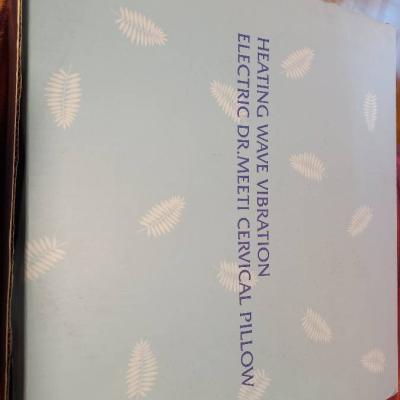 HEATING WAVE VIBRATION
ELECTRIC DR.MEETI CERVICAL PILLOW